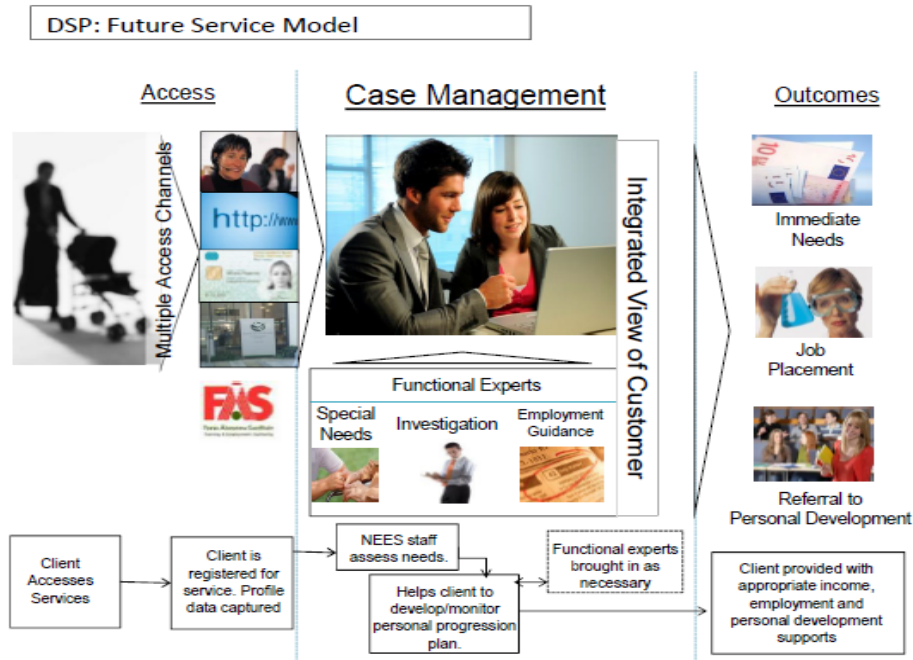 DSP: Future Service Model
Access
Case Management
Outcomes
Multiple Access Channels
http://ww
FÁS
Integrated View of Customer
Functional Experts
Special
Needs
Investigation
Employment
Guidance
Immediate
Needs
Job
Placement
Referral to
Personal Development
Client
Accesses
Services
Client is
registered for
service. Profile
data captured
NEES staff
assess needs.
Helps client to
develop/monitor
personal progression
plan.
Functional experts
brought in as
necessary
Client provided with
appropriate income,
employment and
personal development
supports